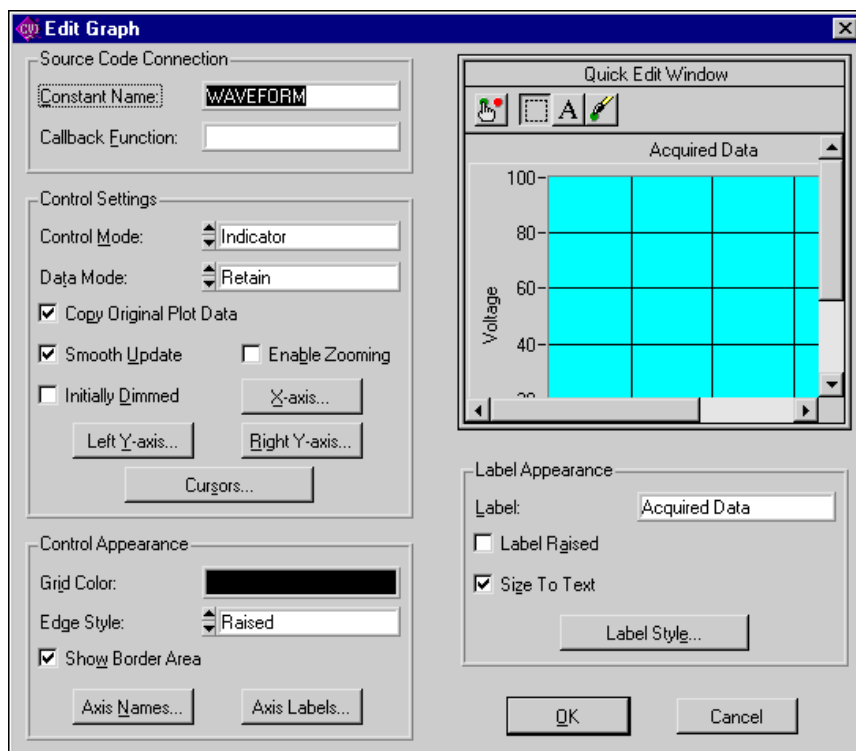 CVI Edit Graph
Source Code Connection
Constant Name: WAVEFORM
Callback Function:
Control Settings
Control Mode: Indicator
Data Mode: Retain
Copy Original Plot Data
Smooth Update Enable Zooming
Initially Dimmed X-axis...
Left Y-axis... Right Y-axis...
Cursors...
Control Appearance
Grid Color:
Edge Style: Raised
Show Border Area
Axis Names... Axis Labels...
Quick Edit Window
A
Acquired Data
100
80
60
40
20
Voltage
Label Appearance
Label: Acquired Data
Label Raised
Size To Text
Label Style...
OK Cancel